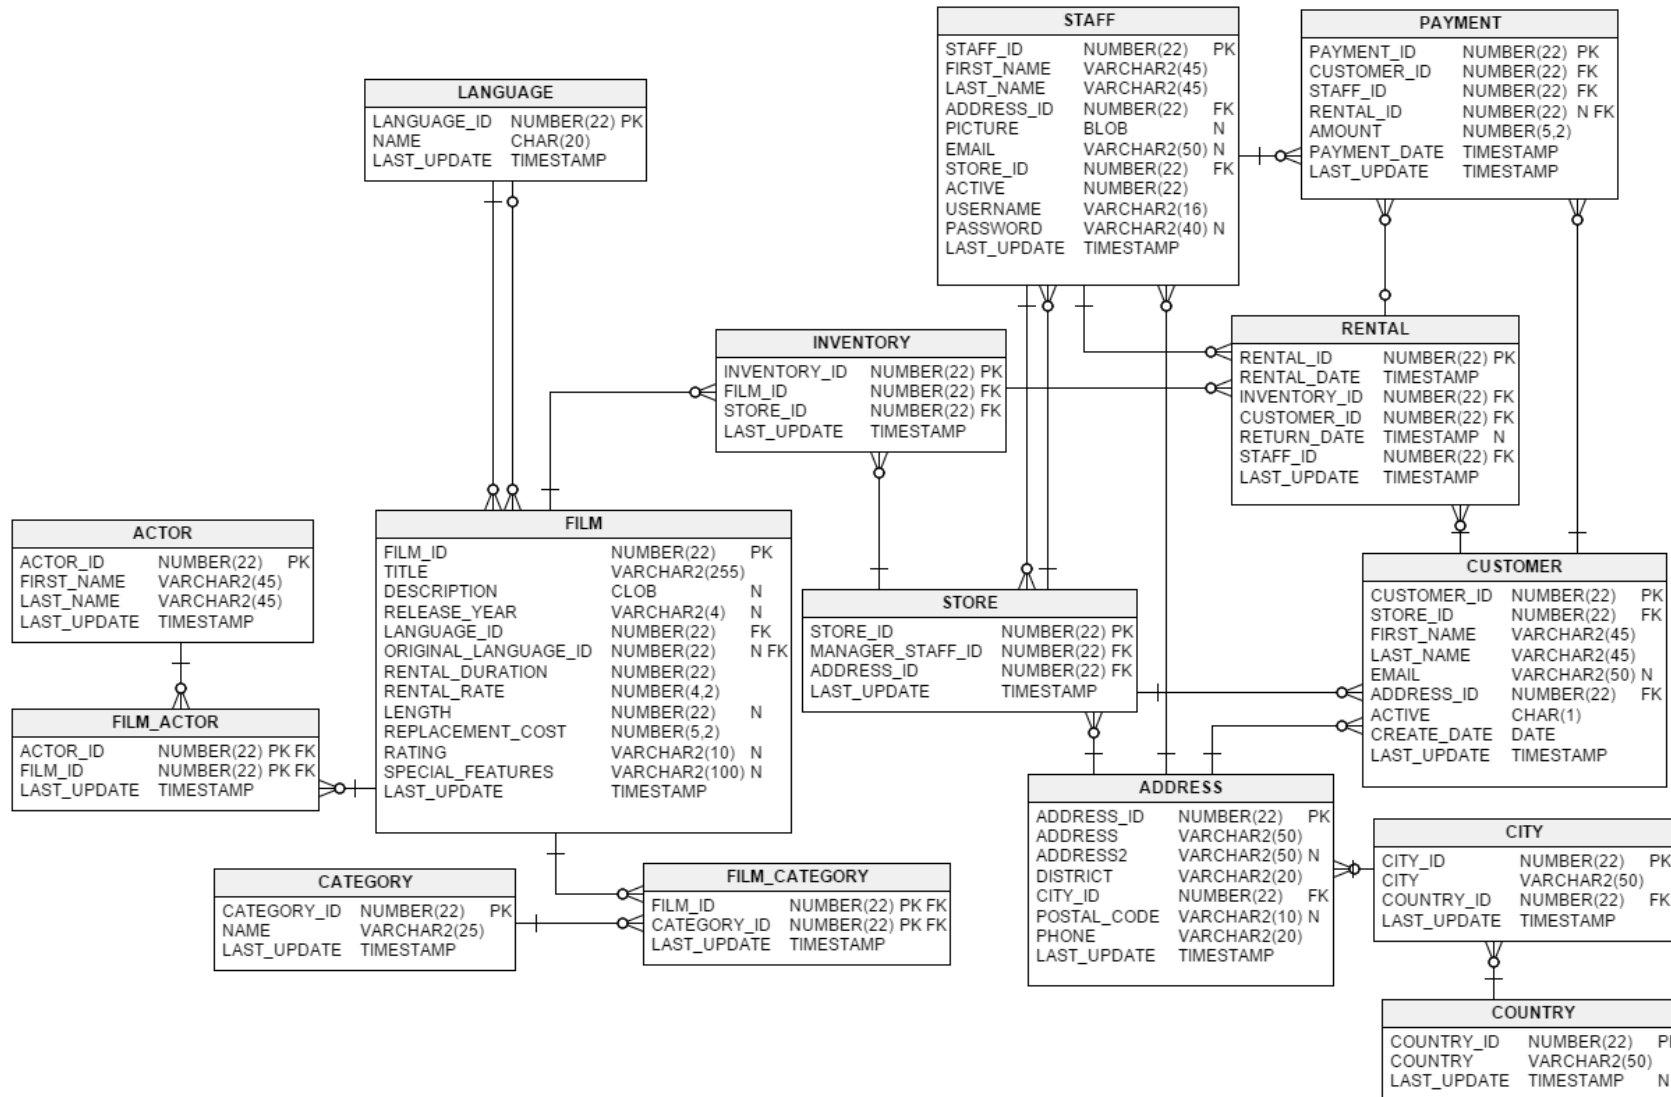 STAFF
STAFF_ID NUMBER(22) PK
FIRST_NAME VARCHAR2(45)
LAST_NAME VARCHAR2(45)
ADDRESS_ID NUMBER(22) FK
PICTURE BLOB N
EMAIL VARCHAR2(50) N
STORE_ID NUMBER(22) FK
ACTIVE NUMBER(22)
USERNAME VARCHAR2(16)
PASSWORD VARCHAR2(40) N
LAST_UPDATE TIMESTAMP
PAYMENT
PAYMENT_ID NUMBER(22) PK
CUSTOMER_ID NUMBER(22) FK
STAFF_ID NUMBER(22) FK
RENTAL_ID NUMBER(22) N FK
AMOUNT NUMBER(5,2)
PAYMENT_DATE TIMESTAMP
LAST_UPDATE TIMESTAMP
LANGUAGE
LANGUAGE_ID NUMBER(22) PK
NAME CHAR(20)
LAST_UPDATE TIMESTAMP
INVENTORY
INVENTORY_ID NUMBER(22) PK
FILM_ID NUMBER(22) FK
STORE_ID NUMBER(22) FK
LAST_UPDATE TIMESTAMP
RENTAL
RENTAL_ID NUMBER(22) PK
RENTAL_DATE TIMESTAMP
INVENTORY_ID NUMBER(22) FK
CUSTOMER_ID NUMBER(22) FK
RETURN_DATE TIMESTAMP N
STAFF_ID NUMBER(22) FK
LAST_UPDATE TIMESTAMP
ACTOR
ACTOR_ID NUMBER(22) PK
FIRST_NAME VARCHAR2(45)
LAST_NAME VARCHAR2(45)
LAST_UPDATE TIMESTAMP
FILM
FILM_ID NUMBER(22) PK
TITLE VARCHAR2(255)
DESCRIPTION CLOB N
RELEASE_YEAR VARCHAR2(4) N
LANGUAGE_ID NUMBER(22) FK
ORIGINAL_LANGUAGE_ID NUMBER(22) N FK
RENTAL_DURATION NUMBER(22)
RENTAL_RATE NUMBER(4,2)
LENGTH NUMBER(22) N
REPLACEMENT_COST NUMBER(5,2)
RATING VARCHAR2(10) N
SPECIAL_FEATURES VARCHAR2(100) N
LAST_UPDATE TIMESTAMP
STORE
STORE_ID NUMBER(22) PK
MANAGER_STAFF_ID NUMBER(22) FK
ADDRESS_ID NUMBER(22) FK
LAST_UPDATE TIMESTAMP
CUSTOMER
CUSTOMER_ID NUMBER(22) PK
STORE_ID NUMBER(22) FK
FIRST_NAME VARCHAR2(45)
LAST_NAME VARCHAR2(45)
EMAIL VARCHAR2(50) N
ADDRESS_ID NUMBER(22) FK
ACTIVE CHAR(1)
CREATE_DATE DATE
LAST_UPDATE TIMESTAMP
FILM_ACTOR
ACTOR_ID NUMBER(22) PK FK
FILM_ID NUMBER(22) PK FK
LAST_UPDATE TIMESTAMP
ADDRESS
ADDRESS_ID NUMBER(22) PK
ADDRESS VARCHAR2(50)
ADDRESS2 VARCHAR2(50) N
DISTRICT VARCHAR2(20)
CITY_ID NUMBER(22) FK
POSTAL_CODE VARCHAR2(10) N
PHONE VARCHAR2(20)
LAST_UPDATE TIMESTAMP
CITY
CITY_ID NUMBER(22) PK
CITY VARCHAR2(50)
COUNTRY_ID NUMBER(22) FK
LAST_UPDATE TIMESTAMP
CATEGORY
CATEGORY_ID NUMBER(22) PK
NAME VARCHAR2(25)
LAST_UPDATE TIMESTAMP
FILM_CATEGORY
FILM_ID NUMBER(22) PK FK
CATEGORY_ID NUMBER(22) PK FK
LAST_UPDATE TIMESTAMP
COUNTRY
COUNTRY_ID NUMBER(22)
COUNTRY VARCHAR2(50)
LAST_UPDATE TIMESTAMP N